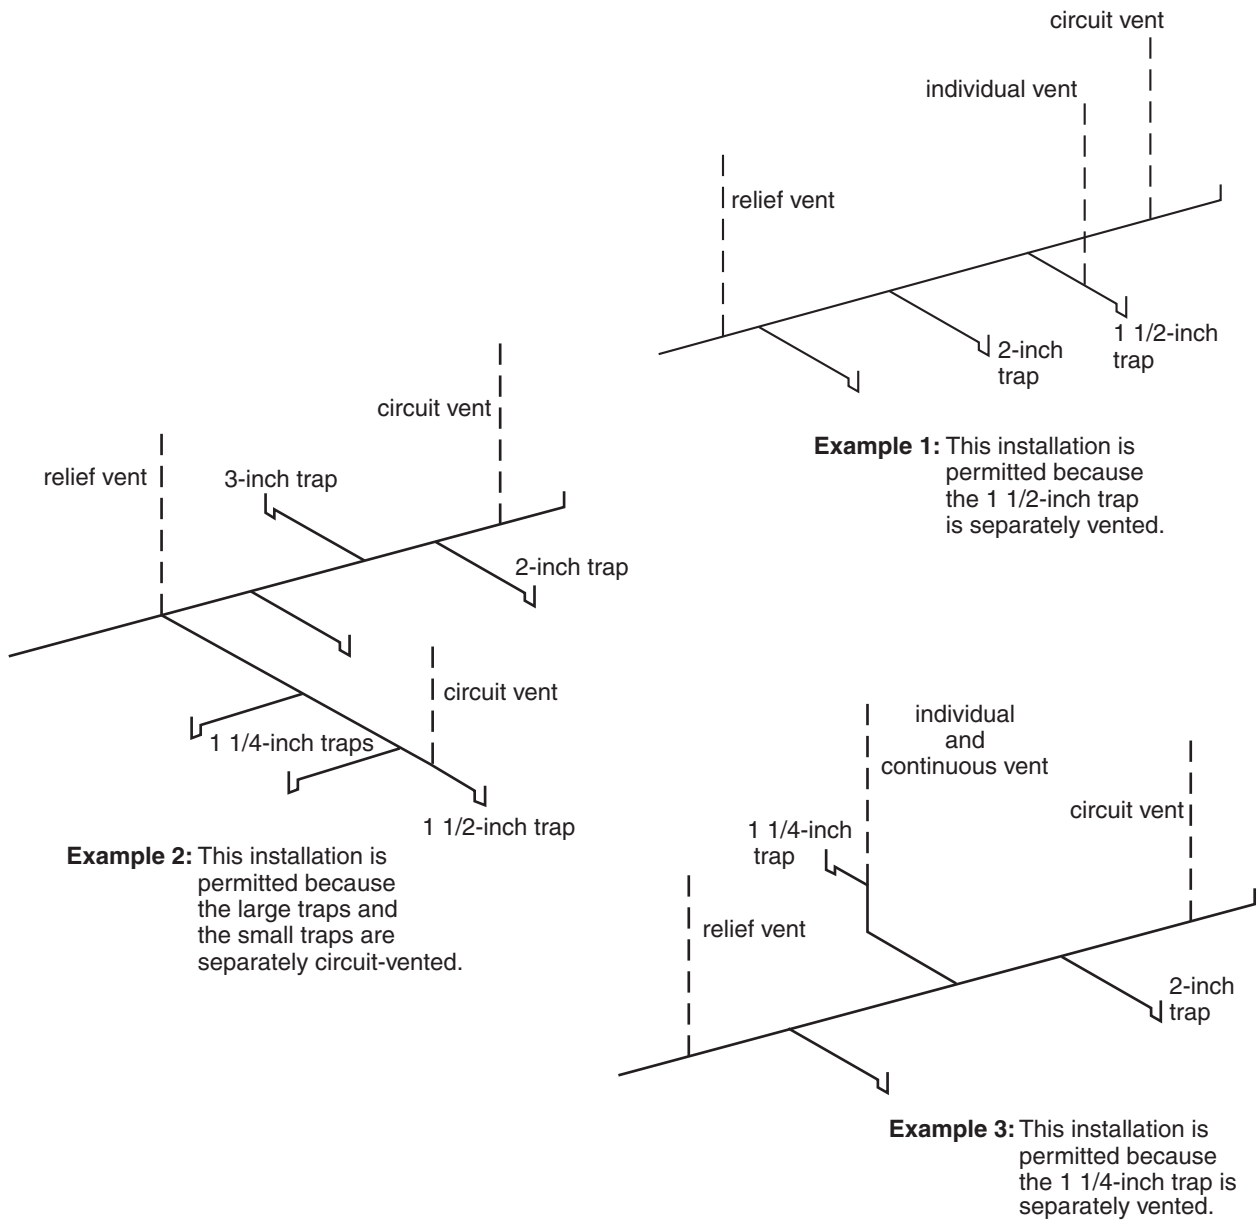 circuit vent
individual vent
relief vent
2-inch
trap
1 1/2-inch
trap
Example 1: This installation is
permitted because
the 1 1/2-inch trap
is separately vented.
circuit vent
relief vent
3-inch trap
2-inch trap
circuit vent
1 1/4-inch traps
1 1/2-inch trap
Example 2: This installation is
permitted because
the large traps and
the small traps are
separately circuit-vented.
individual
and
continuous vent
circuit vent
1 1/4-inch
trap
relief vent
2-inch
trap
Example 3: This installation is
permitted because
the 1 1/4-inch trap is
separately vented.